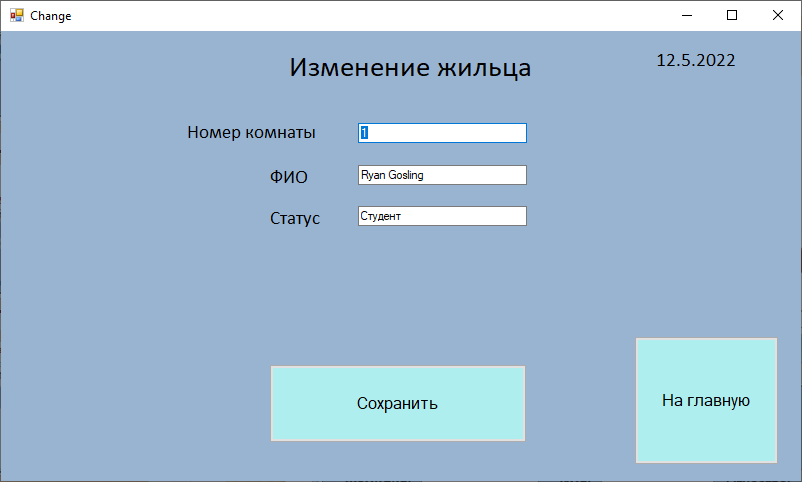 Change
Изменение жильца
12.5.2022
Номер комнаты
1
ФИО
Ryan Gosling
Статус
Студент
Сохранить
На главную